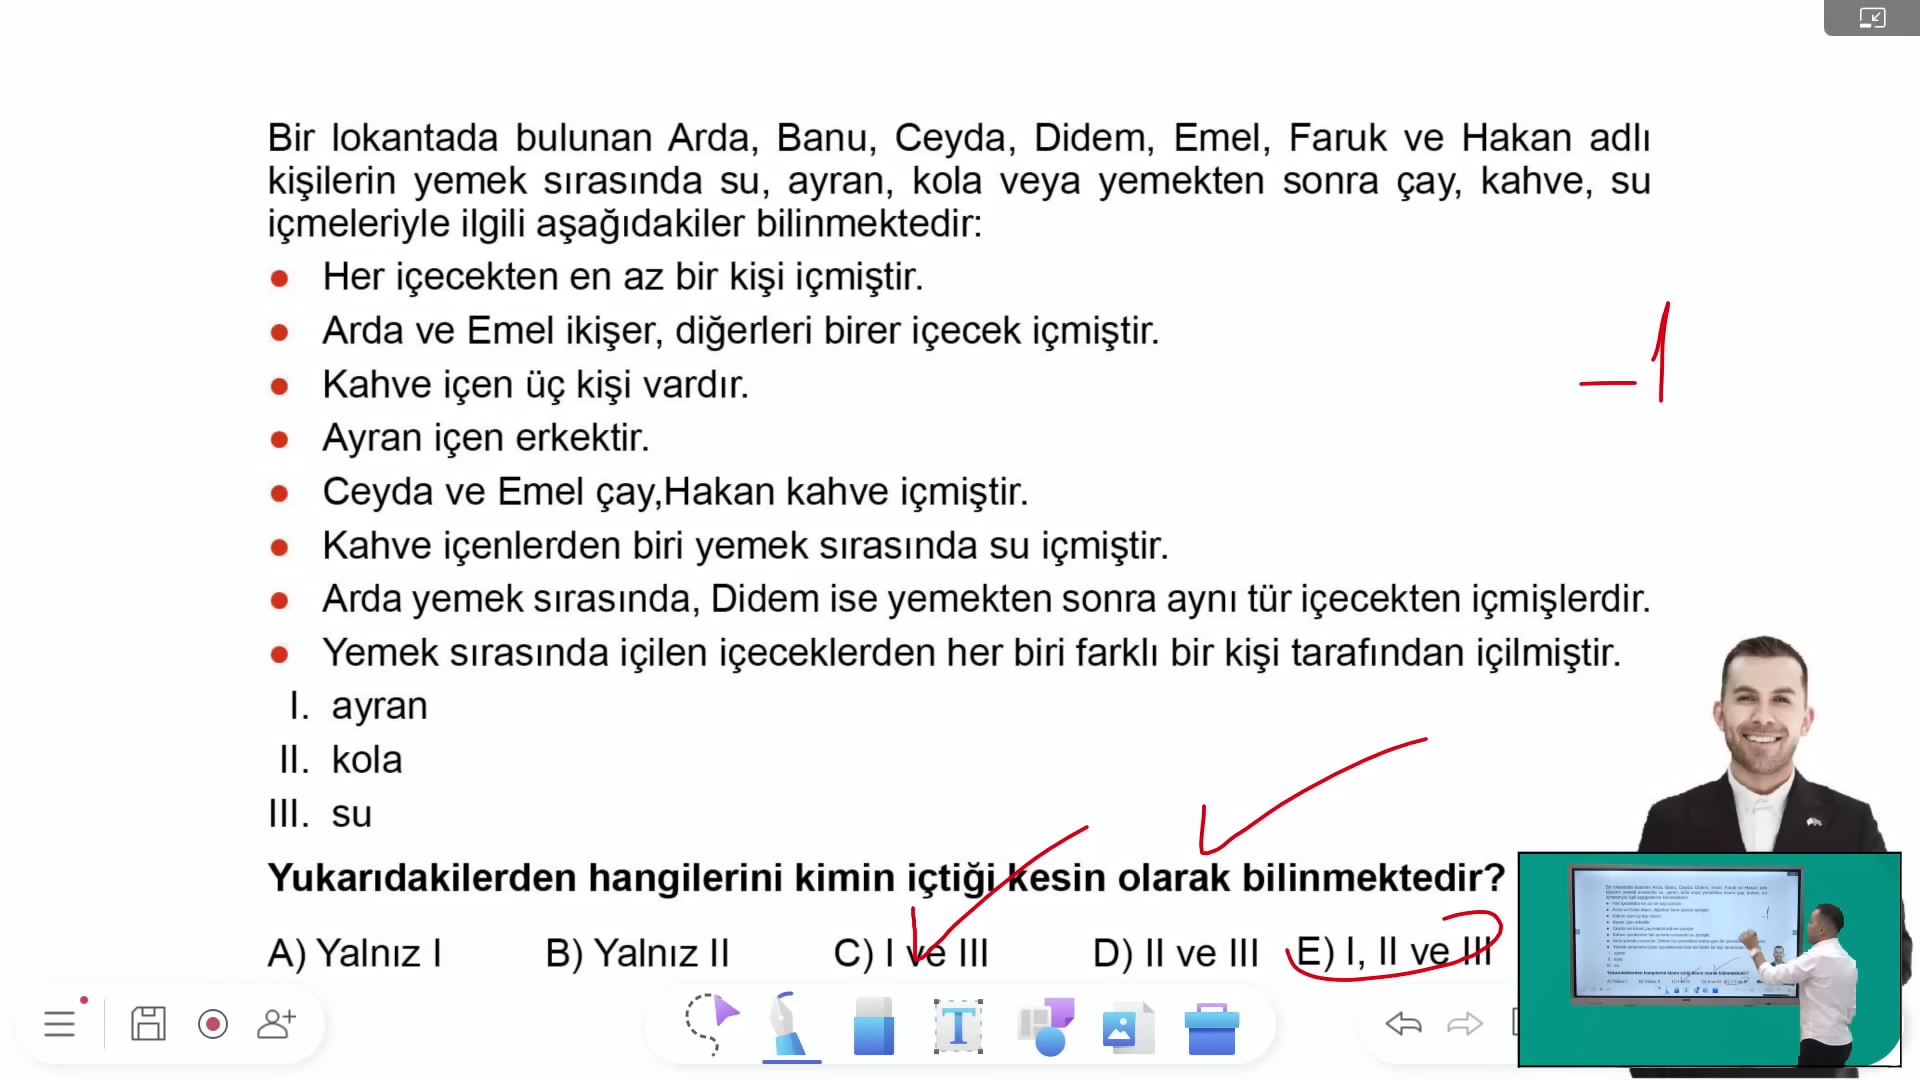 Bir lokantada bulunan Arda, Banu, Ceyda, Didem, Emel, Faruk ve Hakan adlı
kişilerin yemek sırasında su, ayran, kola veya yemekten sonra çay, kahve, su
içmeleriyle ilgili aşağıdakiler bilinmektedir:
• Her içecekten en az bir kişi içmiştir.
• Arda ve Emel ikişer, diğerleri birer içecek içmiştir.
• Kahve içen üç kişi vardır.
–1
• Ayran içen erkektir.
• Ceyda ve Emel çay,Hakan kahve içmiştir.
• Kahve içenlerden biri yemek sırasında su içmiştir.
• Arda yemek sırasında, Didem ise yemekten sonra aynı tür içecekten içmişlerdir.
• Yemek sırasında içilen içeceklerden her biri farklı bir kişi tarafından içilmiştir.
I. ayran
II. kola
III. su
Yukarıdakilerden hangilerini kimin içtiği kesin olarak bilinmektedir?
A) Yalnız I B) Yalnız II C) I ve III D) II ve III E) I, II ve III